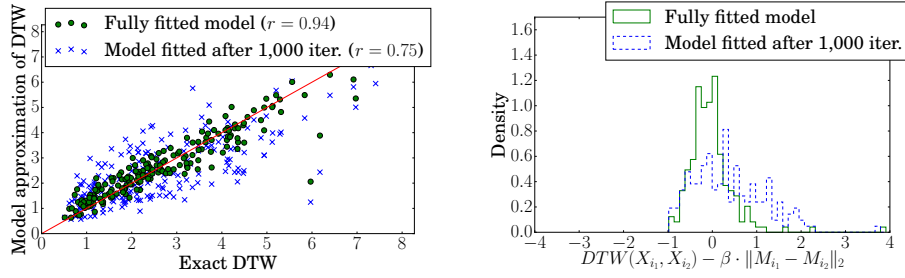 Fully fitted model (r = 0.94)
Model fitted after 1,000 iter. (r = 0.75)
Model approximation of DTW
8
7
6
5
4
3
2
1
0
0 1 2 3 4 5 6 7 8
Exact DTW
Fully fitted model
Model fitted after 1,000 iter.
Density
1.6
1.4
1.2
1.0
0.8
0.6
0.4
0.2
0.0
−4 −3 −2 −1 0 1 2 3 4
DTW(X_{i_1}, X_{i_2}) − β · ‖M_{i_1} − M_{i_2}‖_2